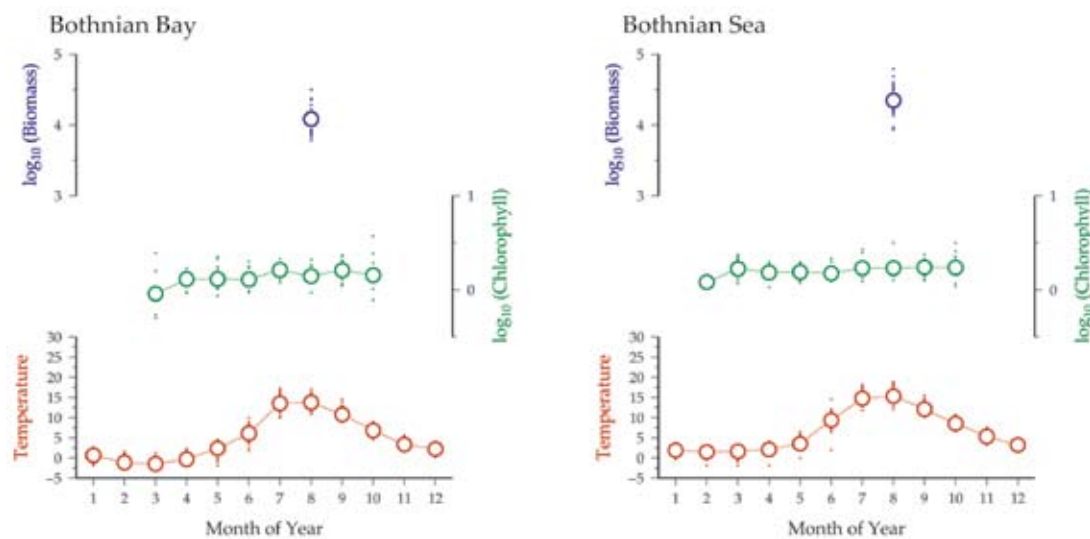 Bothnian Bay
5
4
3
log₁₀ (Biomass)
1
0
log₁₀ (Chlorophyll)
30
25
20
15
10
5
0
−5
Temperature
1 2 3 4 5 6 7 8 9 10 11 12
Month of Year
Bothnian Sea
5
4
3
log₁₀ (Biomass)
1
0
log₁₀ (Chlorophyll)
30
25
20
15
10
5
0
−5
Temperature
1 2 3 4 5 6 7 8 9 10 11 12
Month of Year